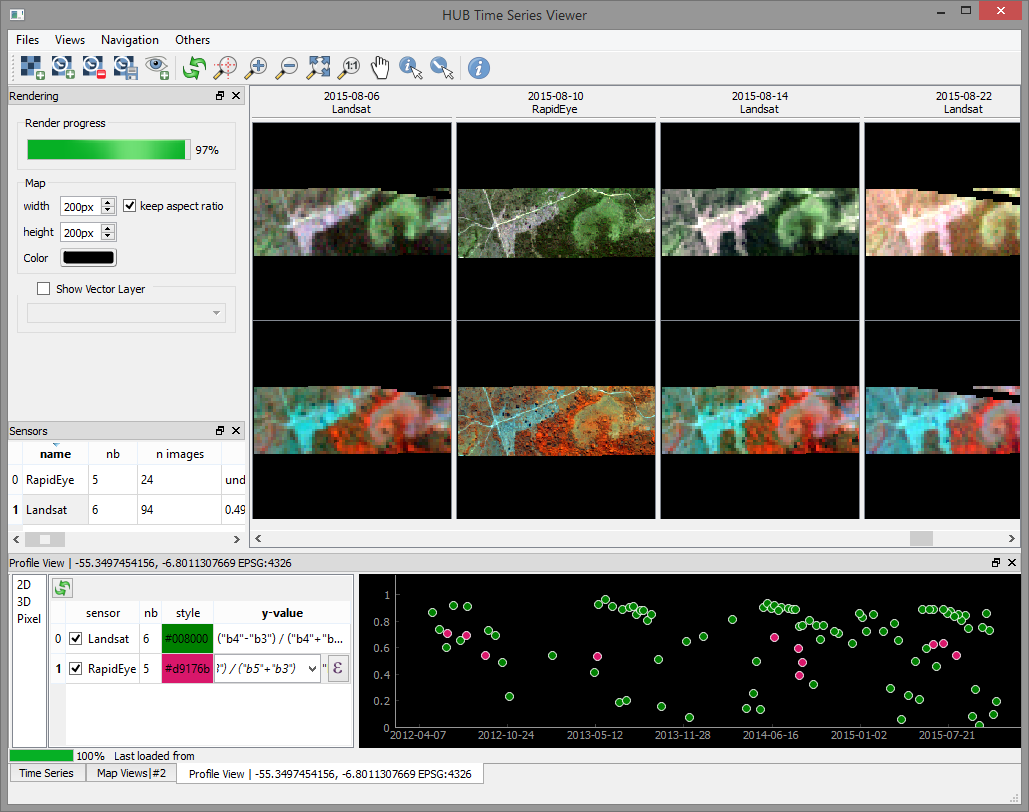 HUB Time Series Viewer
Files Views Navigation Others
1:1
Rendering
Render progress
97%
Map
width 200px keep aspect ratio
height 200px
Color
Show Vector Layer
2015-08-06 2015-08-10 2015-08-14 2015-08-22
Landsat RapidEye Landsat Landsat
Sensors
name nb n images
0 RapidEye 5 24 und
1 Landsat 6 94 0.49
Profile View | -55.3497454156, -6.8011307669 EPSG:4326
2D
3D
Pixel
sensor nb style y-value
0 Landsat 6 #008000 ("b4"-"b3") / ("b4"+"b...
1 RapidEye 5 #d9176b 3") / ("b5"+"b3") " ε
1
0.8
0.6
0.4
0.2
0
2012-04-07 2012-10-24 2013-05-12 2013-11-28 2014-06-16 2015-01-02 2015-07-21
100% Last loaded from
Time Series Map Views|#2 Profile View | -55.3497454156, -6.8011307669 EPSG:4326